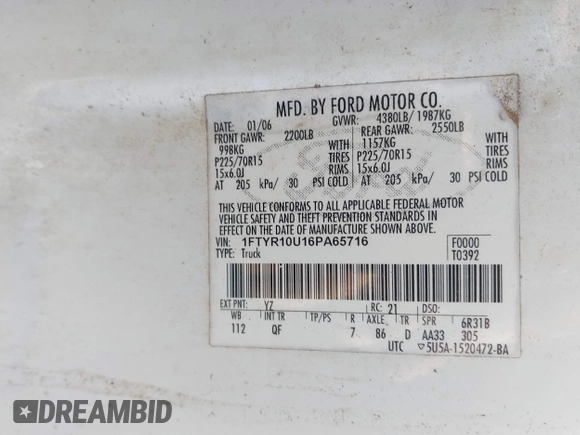 MFD. BY FORD MOTOR CO.
DATE: 01/06 GVWR: 4380LB/ 1987KG
FRONT GAWR: 2200LB REAR GAWR: 2550LB
998KG WITH 1157KG WITH
P225/70R15 TIRES P225/70R15 TIRES
15x6.0J RIMS 15x6.0J RIMS
AT 205 kPa/ 30 PSI COLD AT 205 kPa/ 30 PSI COLD
THIS VEHICLE CONFORMS TO ALL APPLICABLE FEDERAL MOTOR
VEHICLE SAFETY AND THEFT PREVENTION STANDARDS IN
EFFECT ON THE DATE OF MANUFACTURE SHOWN ABOVE.
VIN: 1FTYR10U16PA65716 F0000
TYPE: Truck T0392
EXT PNT: YZ RC: 21 DSO:
WB INT TR TP/PS R AXLE TR SPR 6R31B
112 QF 7 86 D AA33 305
UTC ▽5U5A-1520472-BA
DREAMBID